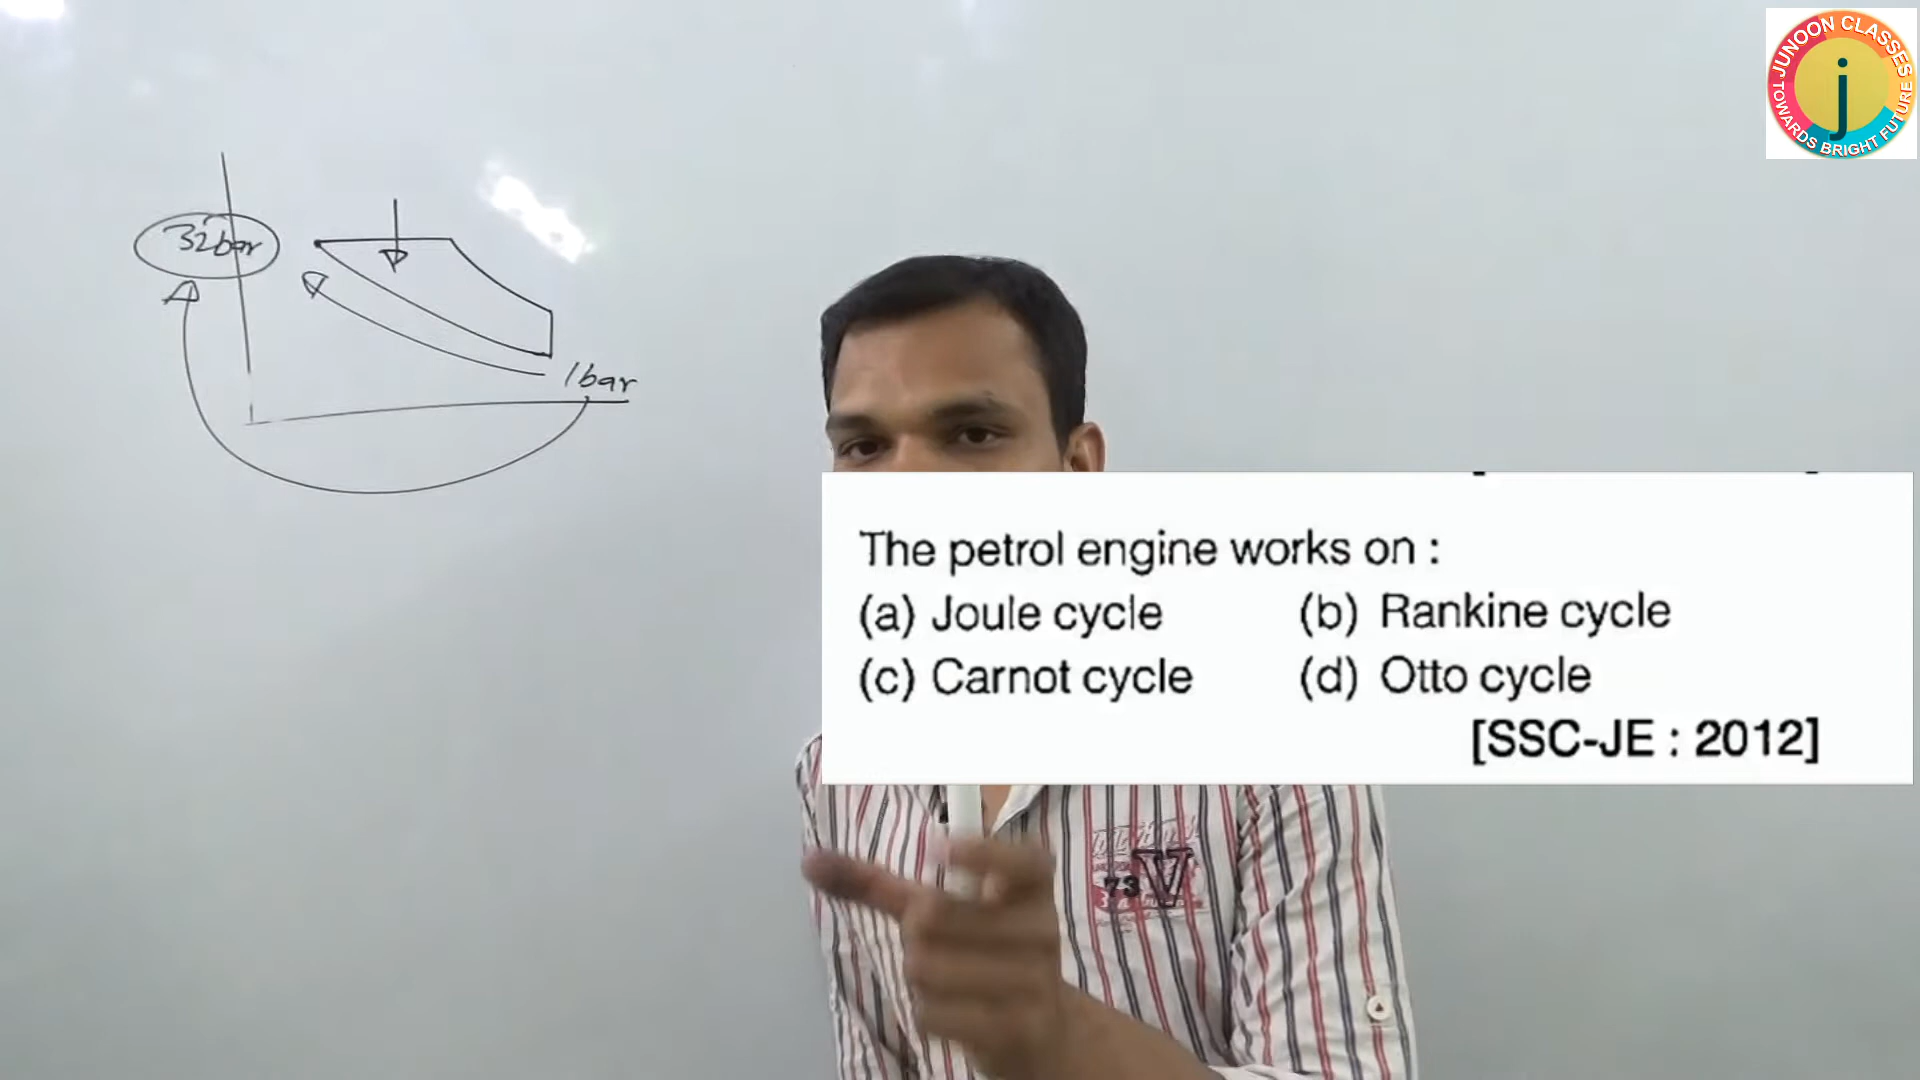 JUNOON CLASSES
TOWARDS BRIGHT FUTURE
j
32bar
1bar
The petrol engine works on :
(a) Joule cycle (b) Rankine cycle
(c) Carnot cycle (d) Otto cycle
[SSC-JE : 2012]
73 V